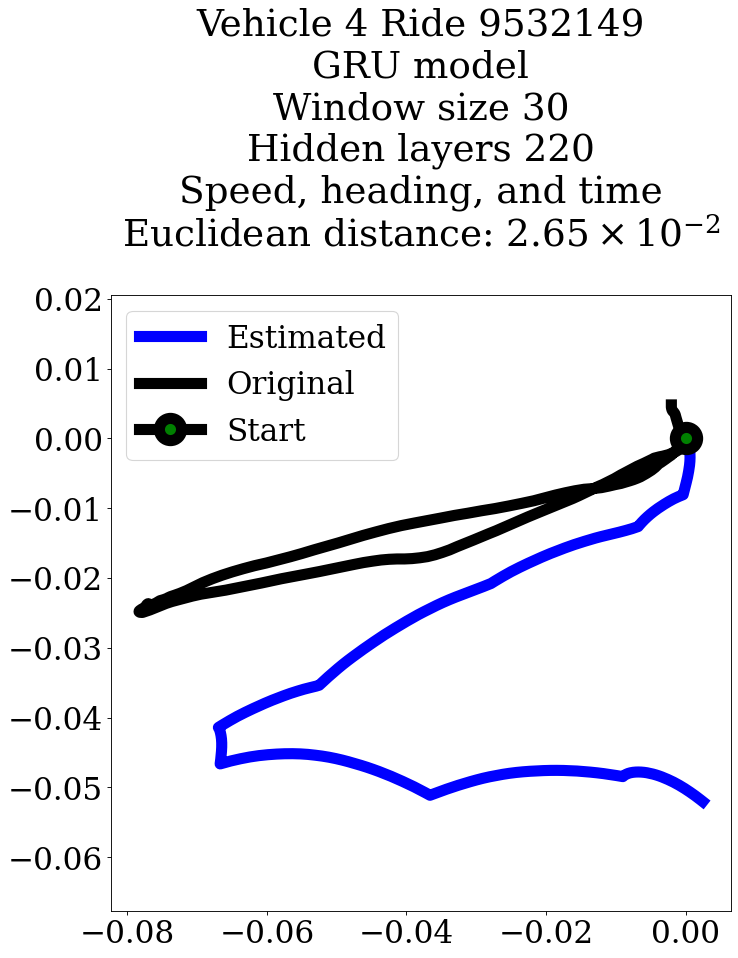 Vehicle 4 Ride 9532149
GRU model
Window size 30
Hidden layers 220
Speed, heading, and time
Euclidean distance: 2.65 × 10⁻²
0.02
0.01
0.00
−0.01
−0.02
−0.03
−0.04
−0.05
−0.06
Estimated
Original
Start
−0.08
−0.06
−0.04
−0.02
0.00